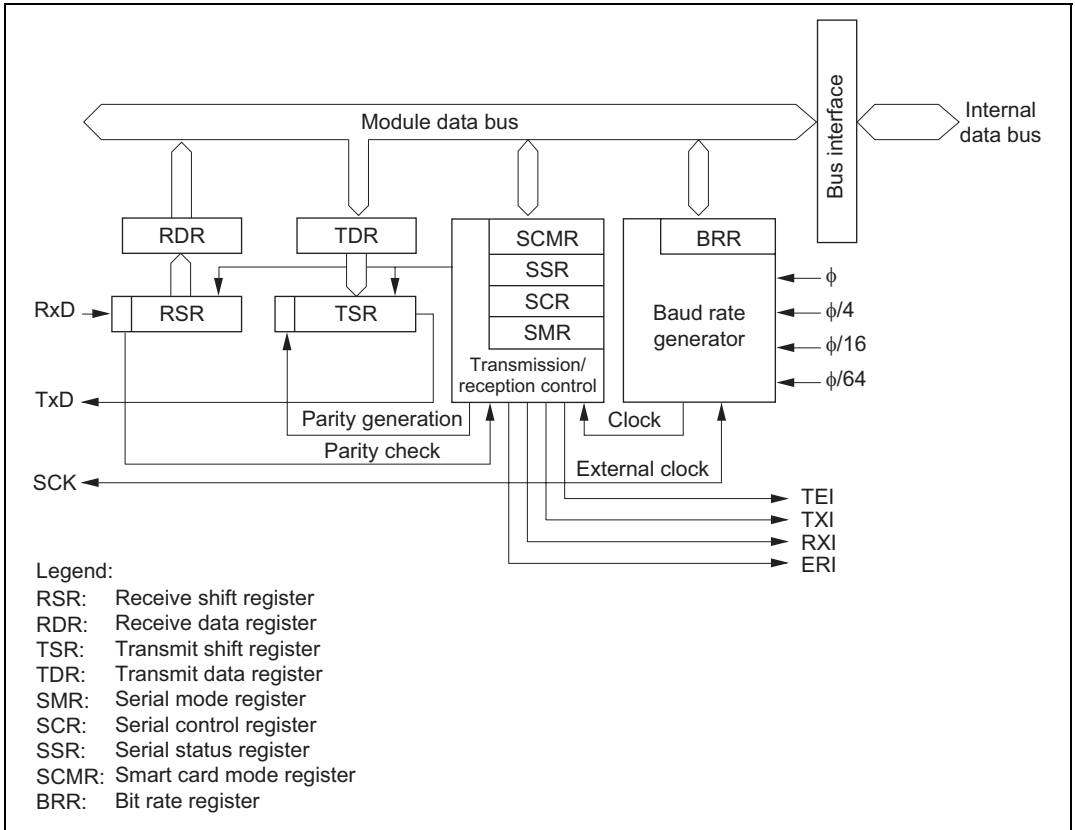 Module data bus
Bus interface
Internal
data bus
RDR
TDR
SCMR
BRR
SSR
φ
RxD
RSR
TSR
SCR
Baud rate
generator
φ/4
SMR
φ/16
Transmission/
reception control
φ/64
TxD
Parity generation
Clock
Parity check
External clock
SCK
TEI
TXI
RXI
ERI
Legend:
RSR: Receive shift register
RDR: Receive data register
TSR: Transmit shift register
TDR: Transmit data register
SMR: Serial mode register
SCR: Serial control register
SSR: Serial status register
SCMR: Smart card mode register
BRR: Bit rate register